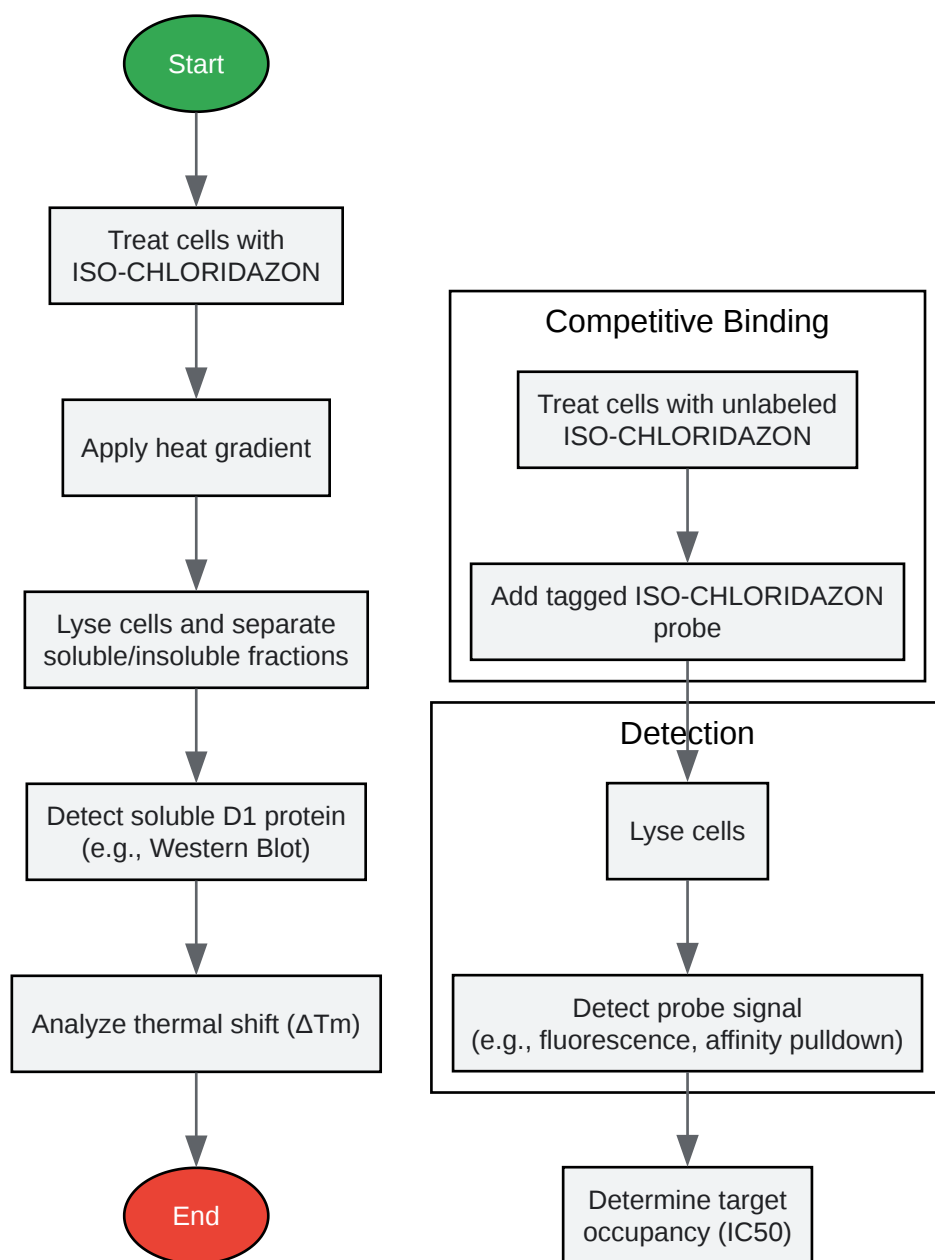 Start
Treat cells with
ISO-CHLORIDAZON
Apply heat gradient
Lyse cells and separate
soluble/insoluble fractions
Detect soluble D1 protein
(e.g., Western Blot)
Analyze thermal shift (ΔTm)
End
Competitive Binding
Treat cells with unlabeled
ISO-CHLORIDAZON
Add tagged ISO-CHLORIDAZON
probe
Detection
Lyse cells
Detect probe signal
(e.g., fluorescence, affinity pulldown)
Determine target
occupancy (IC50)